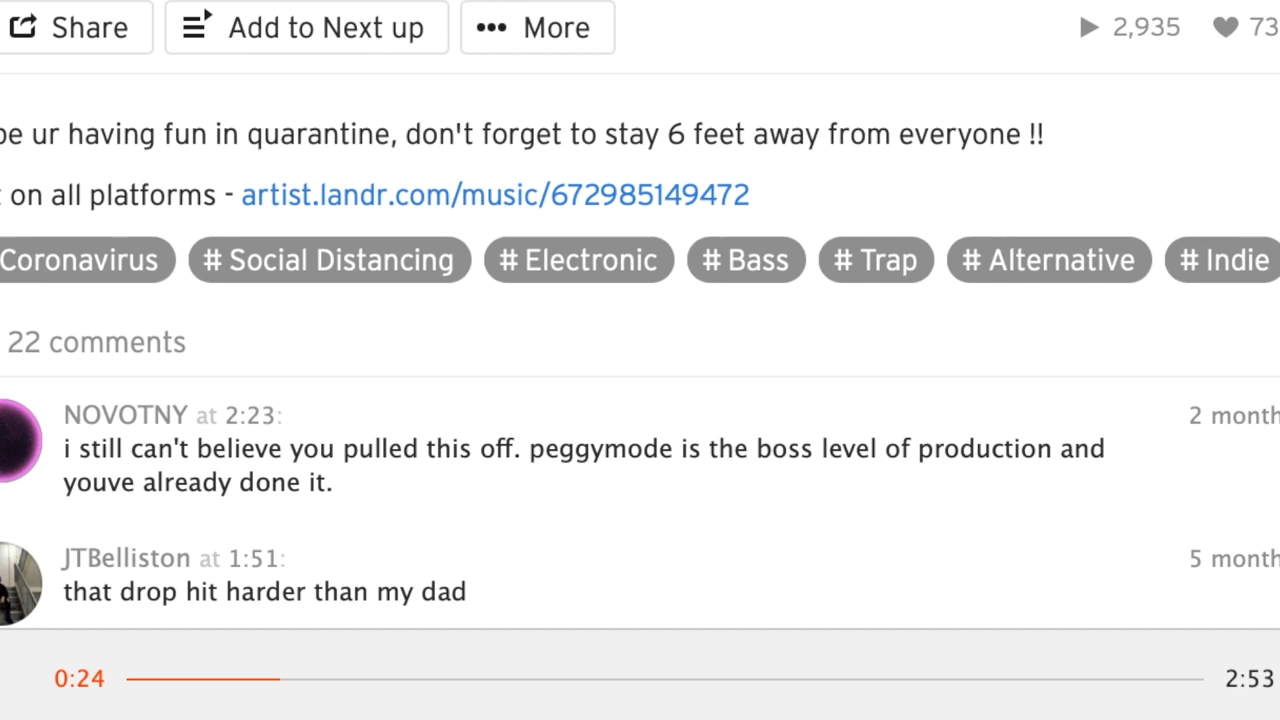 Share Add to Next up ••• More 2,935 73
be ur having fun in quarantine, don't forget to stay 6 feet away from everyone !!
on all platforms - artist.landr.com/music/672985149472
Coronavirus # Social Distancing # Electronic # Bass # Trap # Alternative # Indie
22 comments
NOVOTNY at 2:23: 2 month
i still can't believe you pulled this off. peggymode is the boss level of production and
youve already done it.
JTBelliston at 1:51: 5 month
that drop hit harder than my dad
0:24 2:53